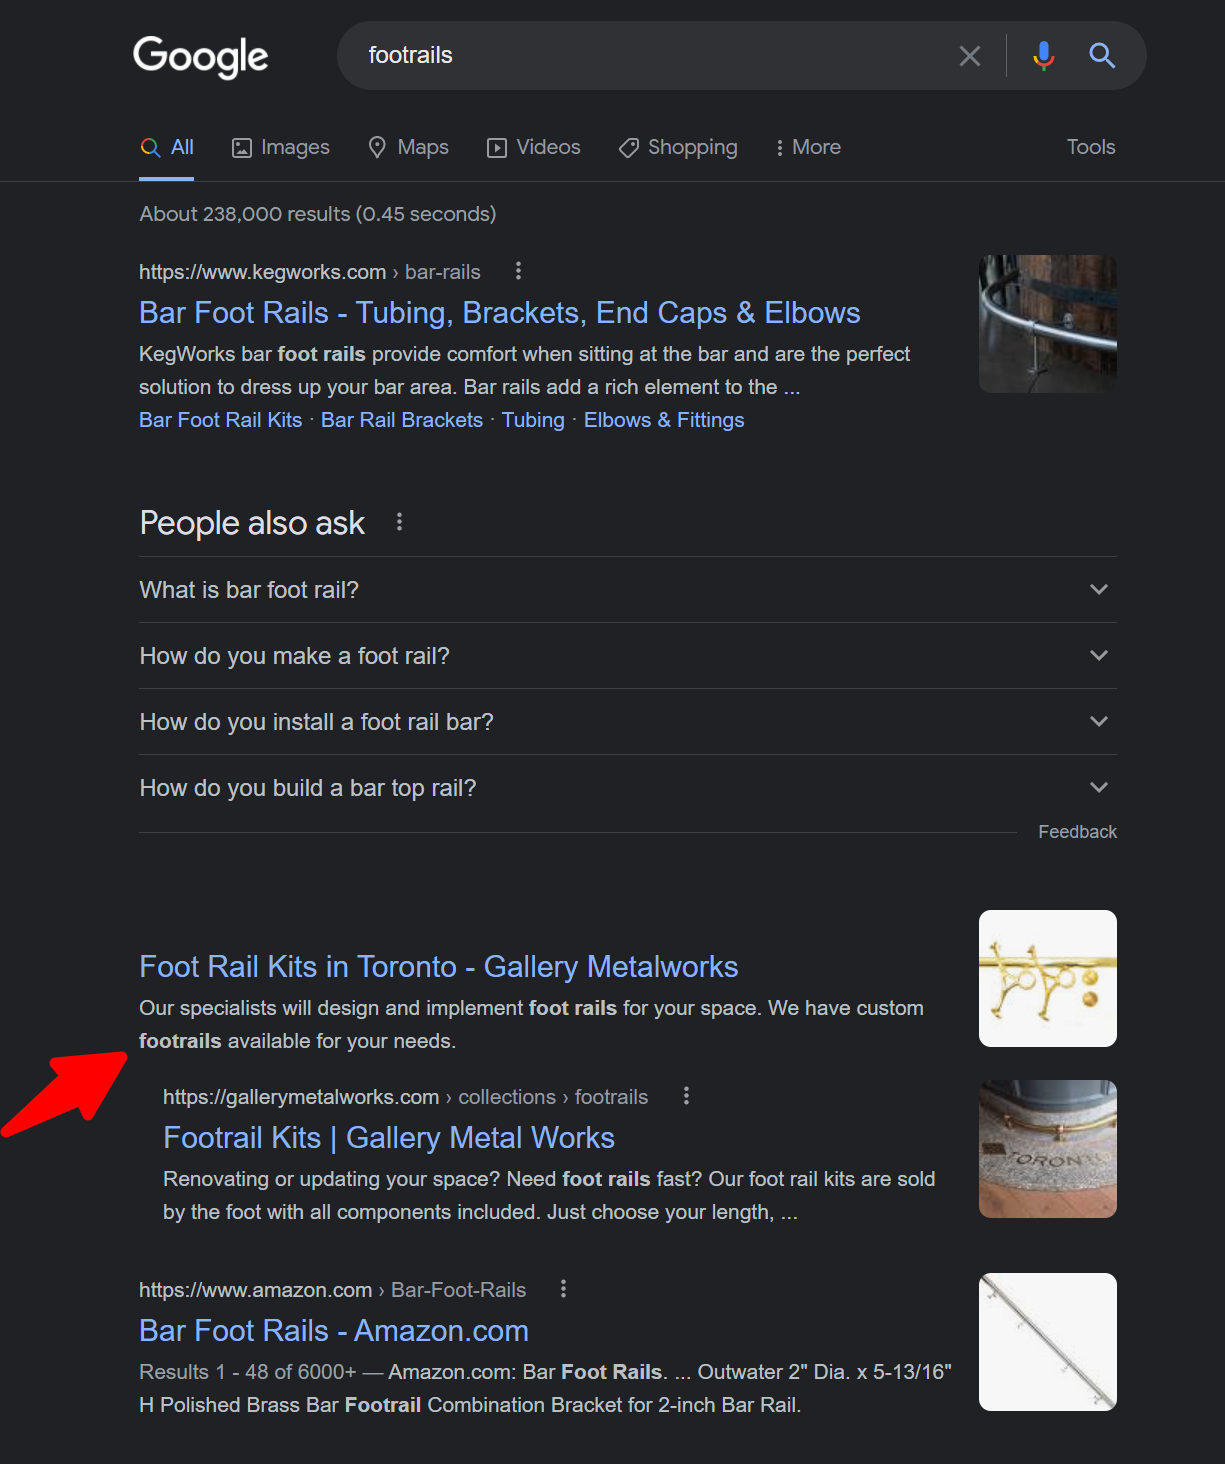 Google
footrails
All
Images
Maps
Videos
Shopping
More
Tools
About 238,000 results (0.45 seconds)
https://www.kegworks.com › bar-rails
Bar Foot Rails - Tubing, Brackets, End Caps & Elbows
KegWorks bar foot rails provide comfort when sitting at the bar and are the perfect
solution to dress up your bar area. Bar rails add a rich element to the ...
Bar Foot Rail Kits · Bar Rail Brackets · Tubing · Elbows & Fittings
People also ask
What is bar foot rail?
How do you make a foot rail?
How do you install a foot rail bar?
How do you build a bar top rail?
Feedback
Foot Rail Kits in Toronto - Gallery Metalworks
Our specialists will design and implement foot rails for your space. We have custom
footrails available for your needs.
https://gallerymetalworks.com › collections › footrails
Footrail Kits | Gallery Metal Works
Renovating or updating your space? Need foot rails fast? Our foot rail kits are sold
by the foot with all components included. Just choose your length, ...
TORONTO
https://www.amazon.com › Bar-Foot-Rails
Bar Foot Rails - Amazon.com
Results 1 - 48 of 6000+ — Amazon.com: Bar Foot Rails. ... Outwater 2" Dia. x 5-13/16"
H Polished Brass Bar Footrail Combination Bracket for 2-inch Bar Rail.